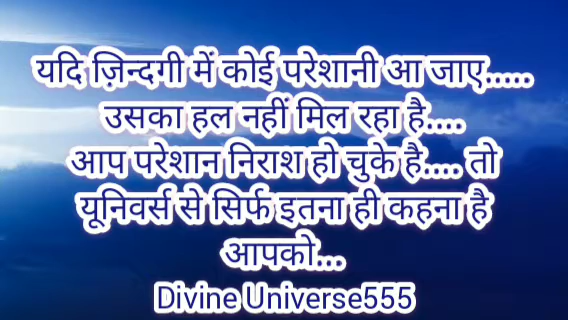 यदि ज़िन्दगी में कोई परेशानी आ जाए.....
उसका हल नहीं मिल रहा है....
आप परेशान निराश हो चुके है.... तो
यूनिवर्स से सिर्फ इतना ही कहना है
आपको...
Divine Universe555